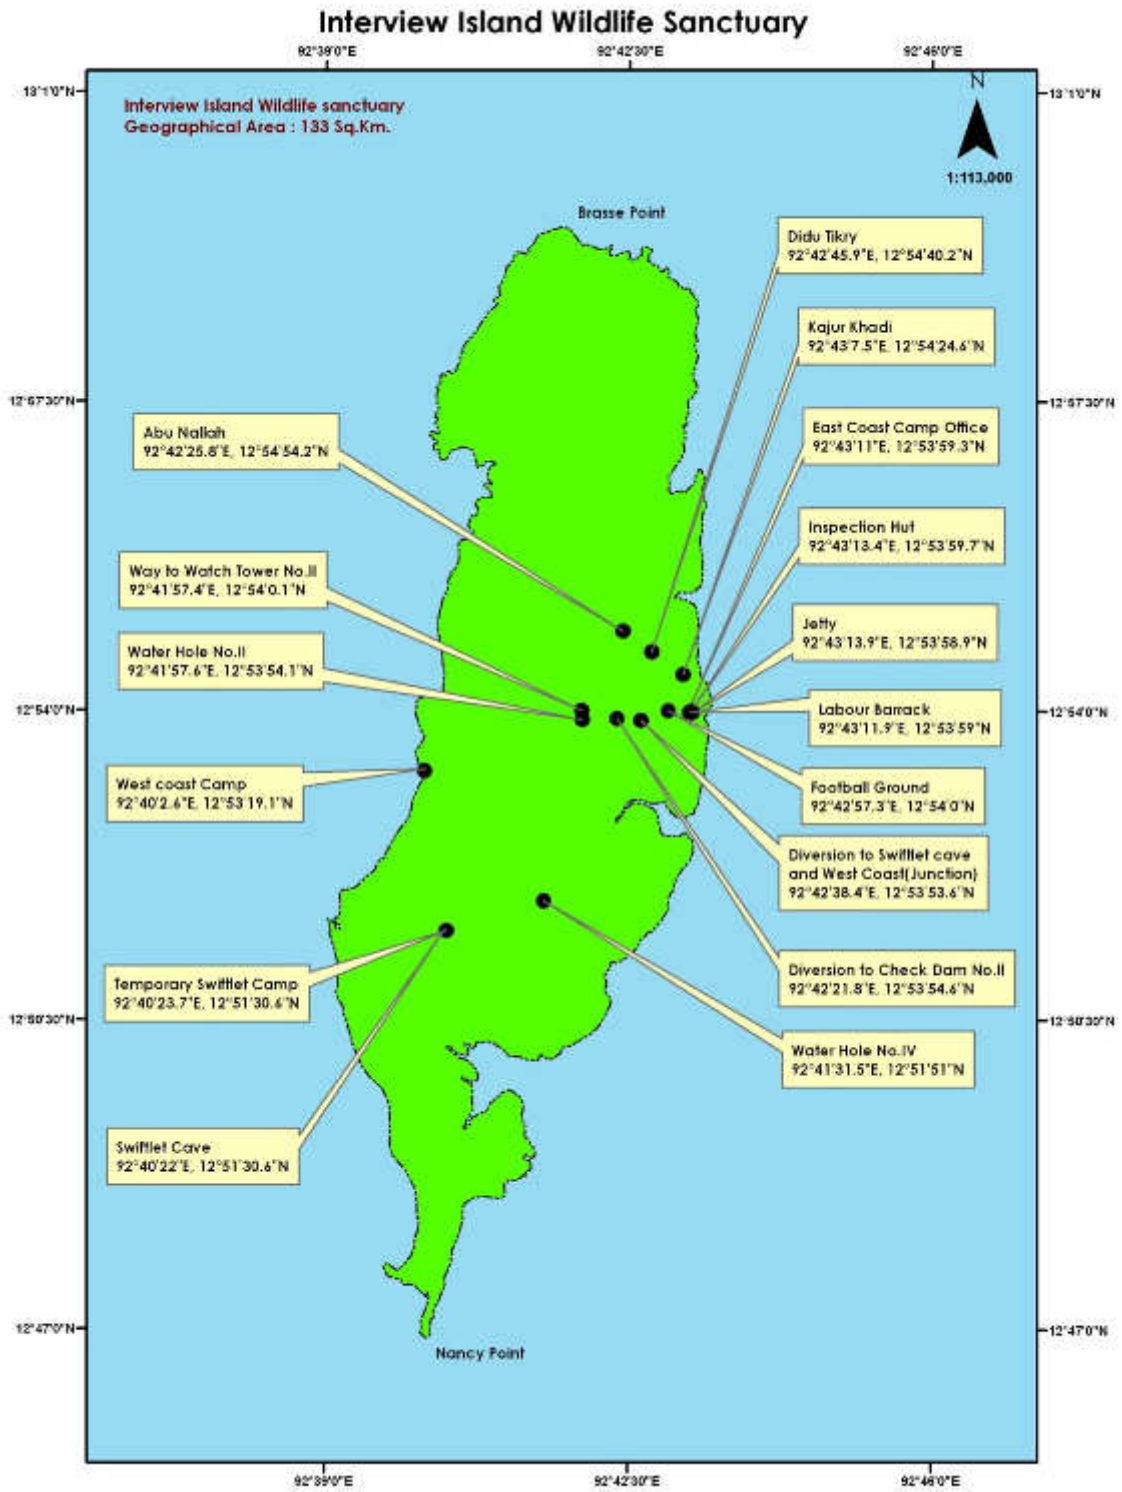 Interview Island Wildlife Sanctuary
92°39'0"E
92°42'30"E
92°46'0"E
13°1'0"N
13°1'0"N
Interview Island Wildlife sanctuary
Geographical Area : 133 Sq.Km.
N
1:113,000
Brasse Point
Didu Tikry
92°42'45.9"E, 12°54'40.2"N
Kajur Khadi
92°43'7.5"E, 12°54'24.6"N
12°57'30"N
12°57'30"N
Abu Nallah
92°42'25.8"E, 12°54'54.2"N
East Coast Camp Office
92°43'11"E, 12°53'59.3"N
Inspection Hut
92°43'13.4"E, 12°53'59.7"N
Way to Watch Tower No.II
92°41'57.4"E, 12°54'0.1"N
Jetty
92°43'13.9"E, 12°53'58.9"N
Water Hole No.II
92°41'57.6"E, 12°53'54.1"N
12°54'0"N
12°54'0"N
Labour Barrack
92°43'11.9"E, 12°53'59"N
West coast Camp
92°40'2.6"E, 12°53'19.1"N
Football Ground
92°42'57.3"E, 12°54'0"N
Diversion to Swiftlet cave
and West Coast(Junction)
92°42'38.4"E, 12°53'53.6"N
Temporary Swiftlet Camp
92°40'23.7"E, 12°51'30.6"N
Diversion to Check Dam No.II
92°42'21.8"E, 12°53'54.6"N
12°50'30"N
12°50'30"N
Water Hole No.IV
92°41'31.5"E, 12°51'51"N
Swiftlet Cave
92°40'22"E, 12°51'30.6"N
12°47'0"N
12°47'0"N
Nancy Point
92°39'0"E
92°42'30"E
92°46'0"E